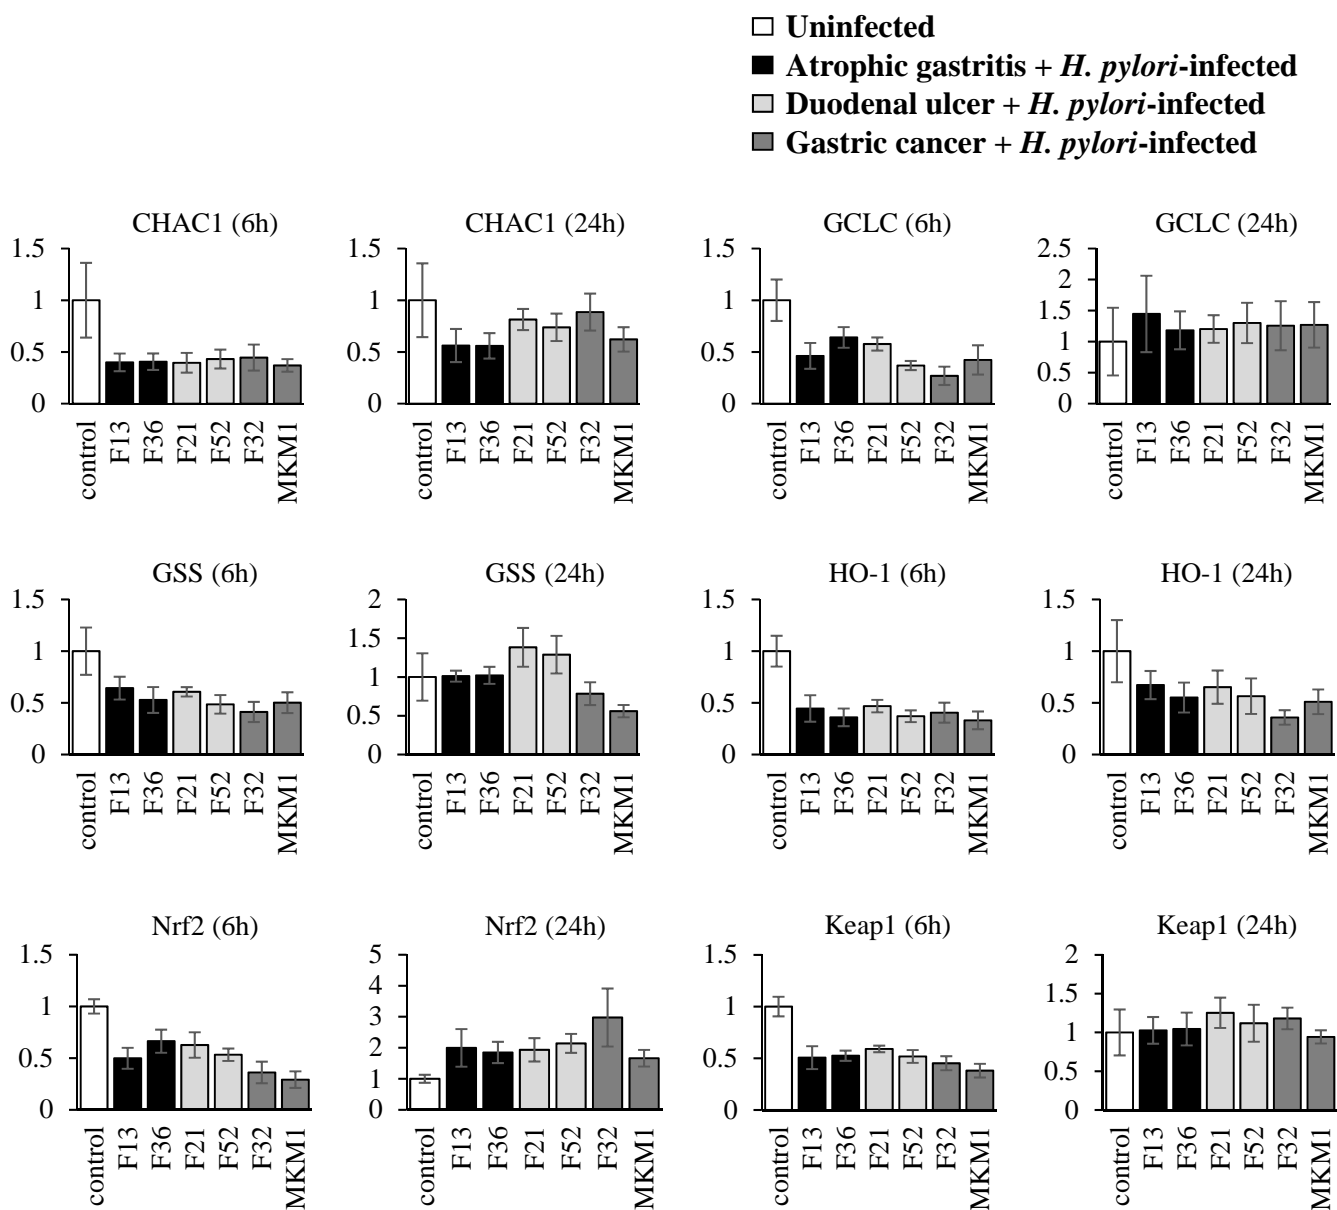 Uninfected
Atrophic gastritis + H. pylori-infected
Duodenal ulcer + H. pylori-infected
Gastric cancer + H. pylori-infected
CHAC1 (6h)
1.5
1
0.5
0
control
F13
F36
F21
F52
F32
MKM1
CHAC1 (24h)
1.5
1
0.5
0
control
F13
F36
F21
F52
F32
MKM1
GCLC (6h)
1.5
1
0.5
0
control
F13
F36
F21
F52
F32
MKM1
GCLC (24h)
2.5
2
1.5
1
0.5
0
control
F13
F36
F21
F52
F32
MKM1
GSS (6h)
1.5
1
0.5
0
control
F13
F36
F21
F52
F32
MKM1
GSS (24h)
2
1.5
1
0.5
0
control
F13
F36
F21
F52
F32
MKM1
HO-1 (6h)
1.5
1
0.5
0
control
F13
F36
F21
F52
F32
MKM1
HO-1 (24h)
1.5
1
0.5
0
control
F13
F36
F21
F52
F32
MKM1
Nrf2 (6h)
1.5
1
0.5
0
control
F13
F36
F21
F52
F32
MKM1
Nrf2 (24h)
5
4
3
2
1
0
control
F13
F36
F21
F52
F32
MKM1
Keap1 (6h)
1.5
1
0.5
0
control
F13
F36
F21
F52
F32
MKM1
Keap1 (24h)
2
1.5
1
0.5
0
control
F13
F36
F21
F52
F32
MKM1